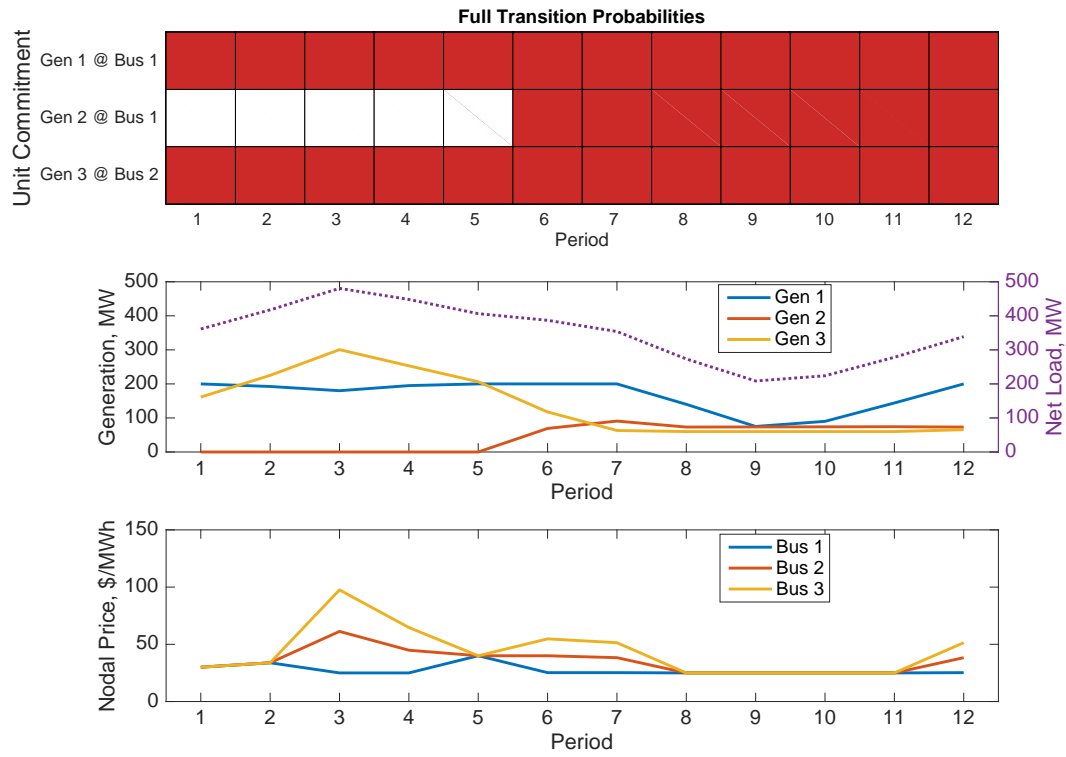 Full Transition Probabilities
Unit Commitment
Gen 1 @ Bus 1
Gen 2 @ Bus 1
Gen 3 @ Bus 2
1 2 3 4 5 6 7 8 9 10 11 12
Period
Generation, MW
500 500
400 400
300 300
200 200
100 100
0 0
Net Load, MW
Gen 1
Gen 2
Gen 3
1 2 3 4 5 6 7 8 9 10 11 12
Period
Nodal Price, $/MWh
150
100
50
0
Bus 1
Bus 2
Bus 3
1 2 3 4 5 6 7 8 9 10 11 12
Period